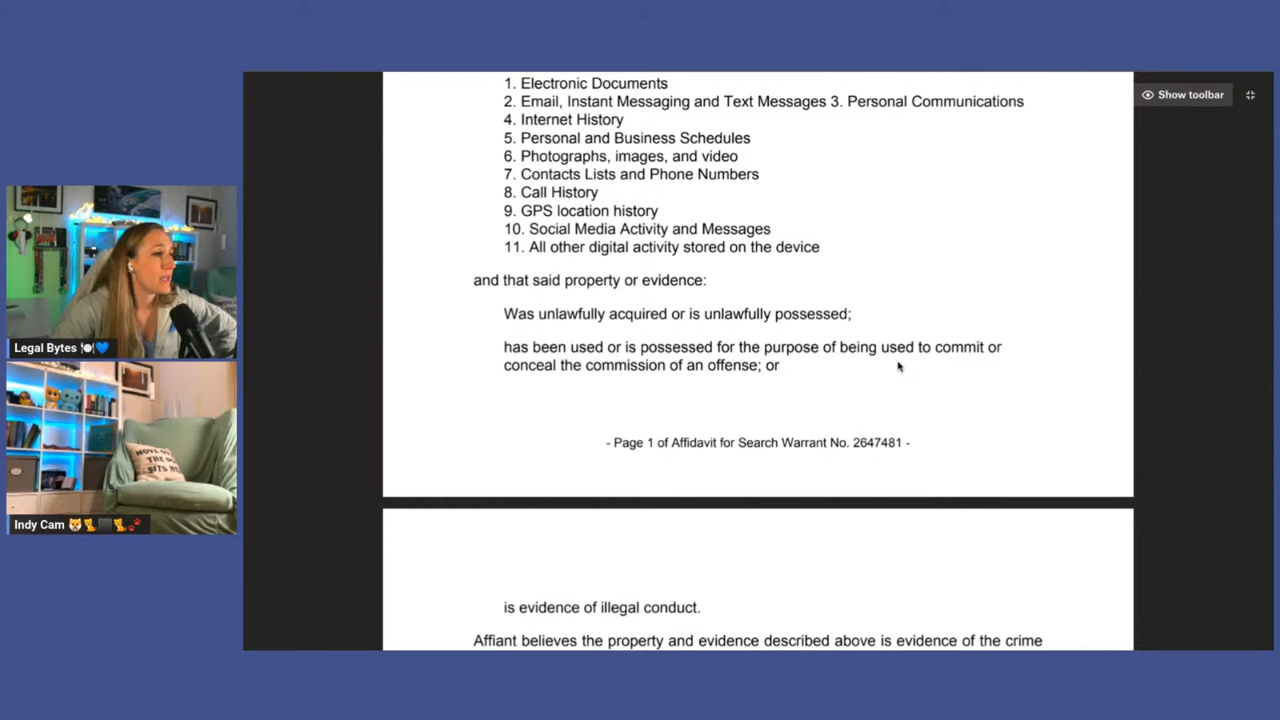 1. Electronic Documents
2. Email, Instant Messaging and Text Messages 3. Personal Communications
4. Internet History
5. Personal and Business Schedules
6. Photographs, images, and video
7. Contacts Lists and Phone Numbers
8. Call History
9. GPS location history
10. Social Media Activity and Messages
11. All other digital activity stored on the device
and that said property or evidence:
Was unlawfully acquired or is unlawfully possessed;
has been used or is possessed for the purpose of being used to commit or
conceal the commission of an offense; or
- Page 1 of Affidavit for Search Warrant No. 2647481 -
is evidence of illegal conduct.
Affiant believes the property and evidence described above is evidence of the crime
Show toolbar
Legal Bytes 🍽💙
Indy Cam